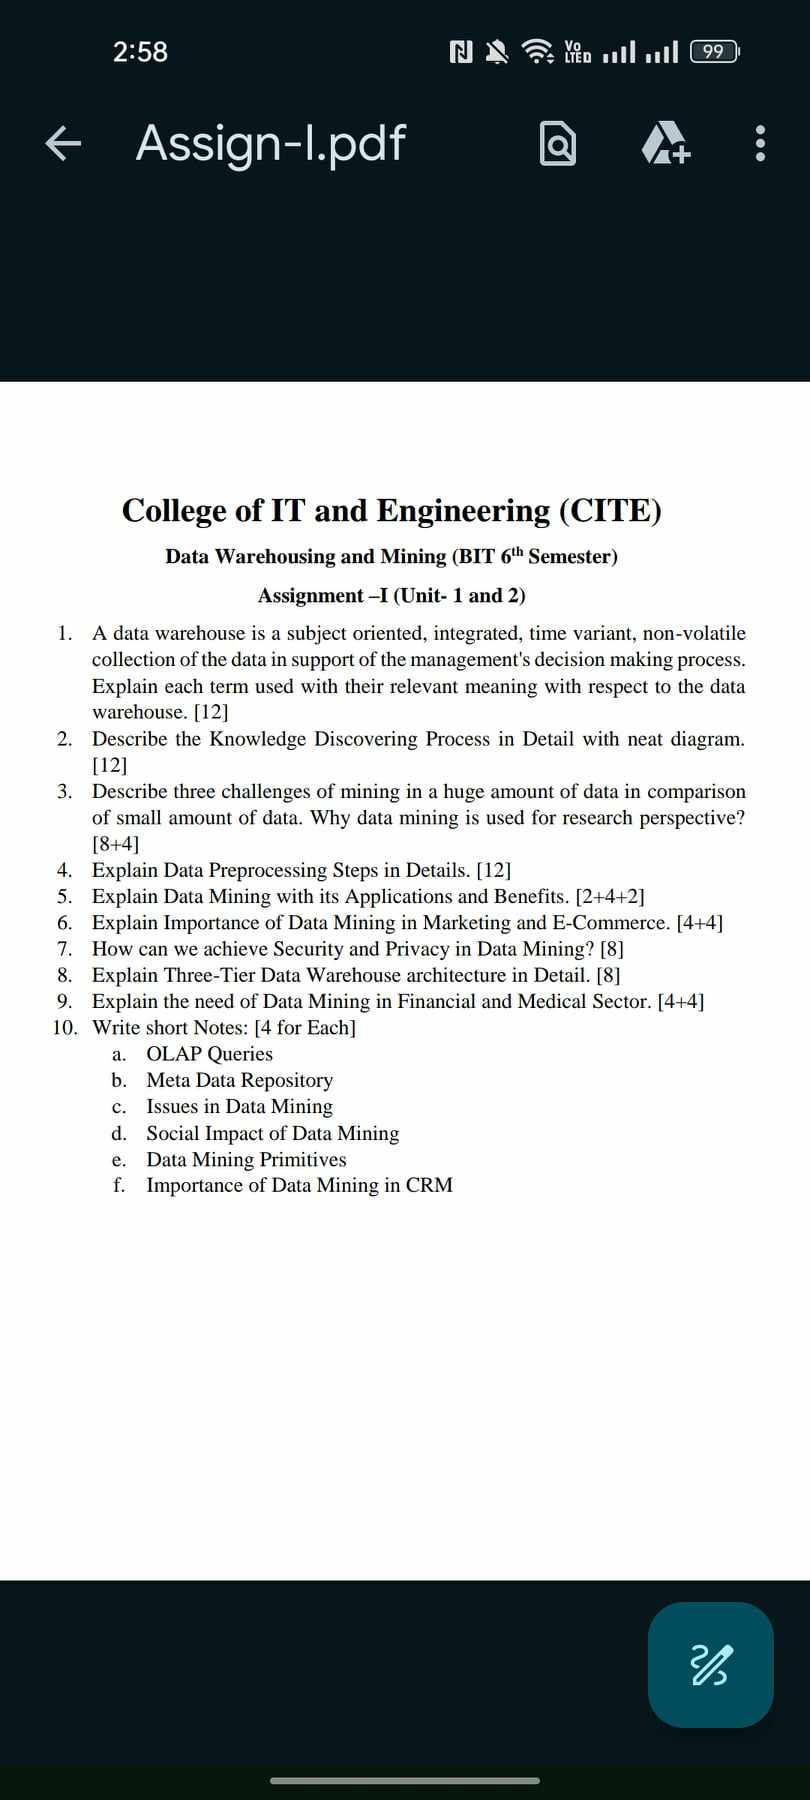 2:58
Vo
LTED
99
Assign-I.pdf
College of IT and Engineering (CITE)
Data Warehousing and Mining (BIT 6th Semester)
Assignment –I (Unit- 1 and 2)
1. A data warehouse is a subject oriented, integrated, time variant, non-volatile
collection of the data in support of the management's decision making process.
Explain each term used with their relevant meaning with respect to the data
warehouse. [12]
2. Describe the Knowledge Discovering Process in Detail with neat diagram.
[12]
3. Describe three challenges of mining in a huge amount of data in comparison
of small amount of data. Why data mining is used for research perspective?
[8+4]
4. Explain Data Preprocessing Steps in Details. [12]
5. Explain Data Mining with its Applications and Benefits. [2+4+2]
6. Explain Importance of Data Mining in Marketing and E-Commerce. [4+4]
7. How can we achieve Security and Privacy in Data Mining? [8]
8. Explain Three-Tier Data Warehouse architecture in Detail. [8]
9. Explain the need of Data Mining in Financial and Medical Sector. [4+4]
10. Write short Notes: [4 for Each]
a. OLAP Queries
b. Meta Data Repository
c. Issues in Data Mining
d. Social Impact of Data Mining
e. Data Mining Primitives
f. Importance of Data Mining in CRM